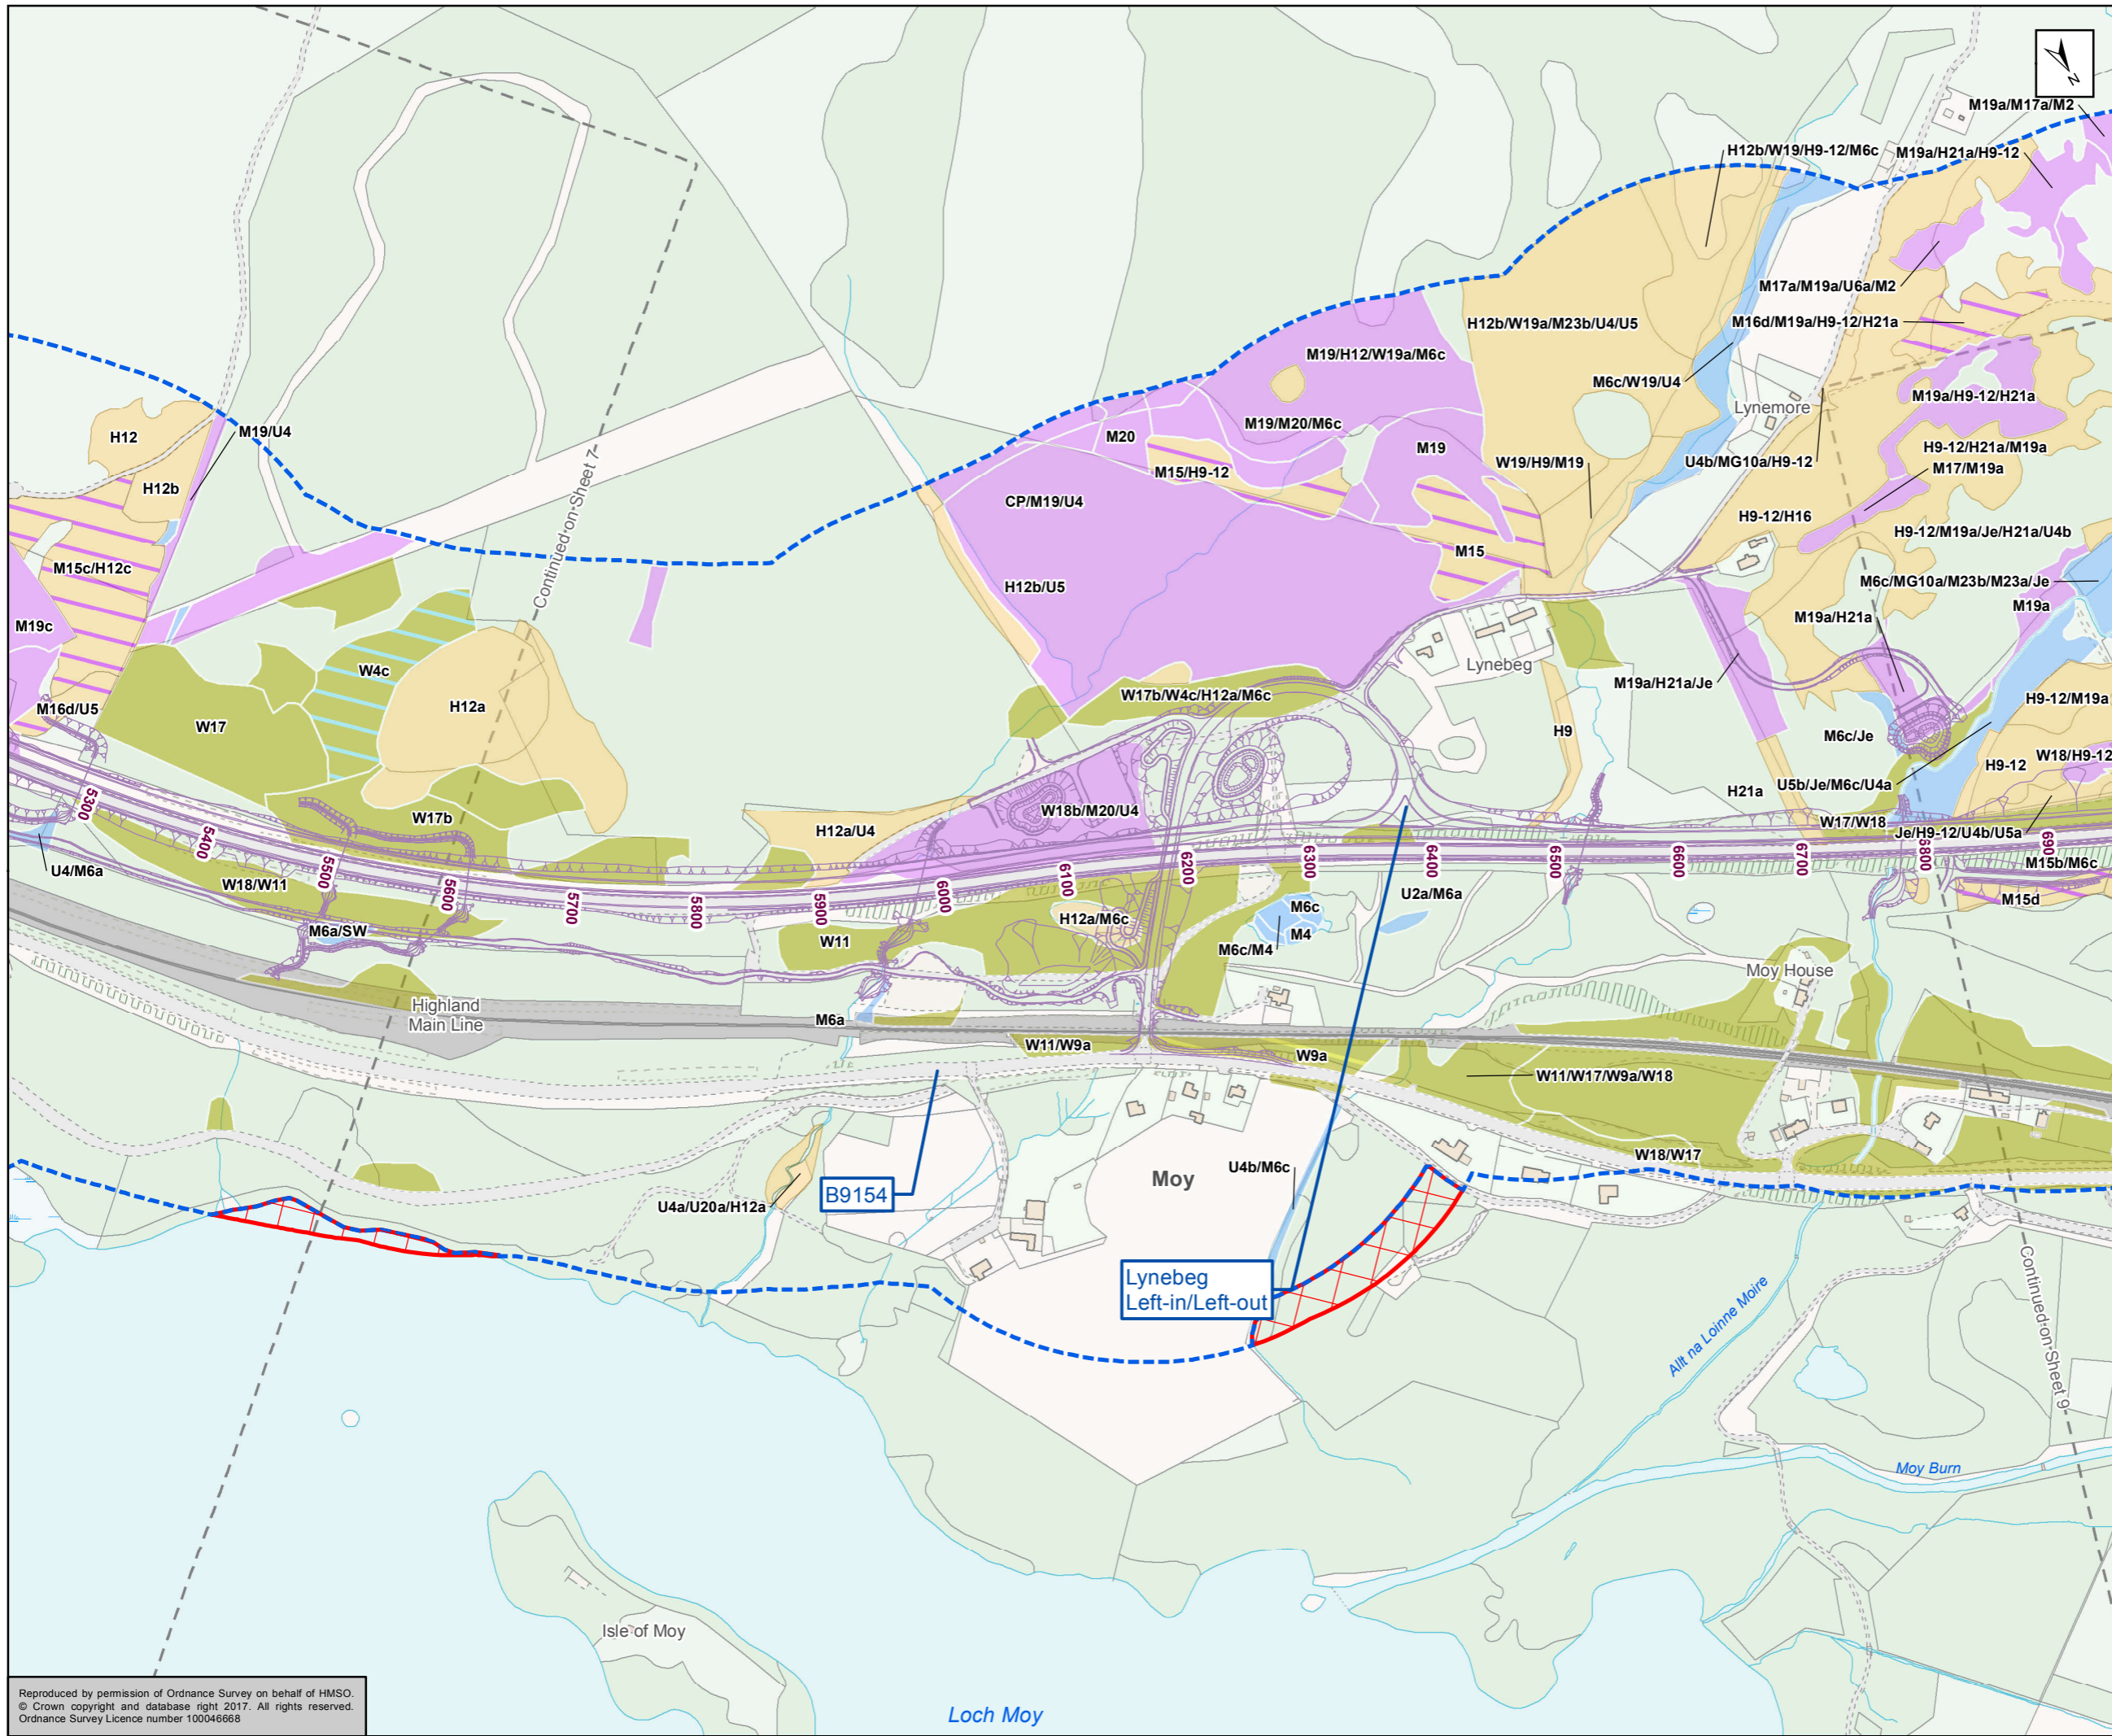 N
M19a/M17a/M2
H12b/W19/H9-12/M6c
M19a/H21a/H9-12
M17a/M19a/U6a/M2
H12b/W19a/M23b/U4/U5
M16d/M19a/H9-12/H21a
M19/H12/W19a/M6c
M6c/W19/U4
Lynemore
M19a/H9-12/H21a
H12
M19/U4
M20
M19/M20/M6c
M19
H9-12/H21a/M19a
Continued on Sheet 7
M15/H9-12
W19/H9/M19
U4b/MG10a/H9-12
M17/M19a
H12b
CP/M19/U4
H9-12/H16
H9-12/M19a/Je/H21a/U4b
M15
M15c/H12c
H12b/U5
M6c/MG10a/M23b/M23a/Je
M19a
M19c
M19a/H21a
W4c
Lynebeg
M19a/H21a/Je
W17b/W4c/H12a/M6c
H9-12/M19a
M16d/U5
H12a
W17
H9
M6c/Je
W18/H9-12
H9-12
U5b/Je/M6c/U4a
H21a
W18b/M20/U4
W17b
H12a/U4
W17/W18
Je/H9-12/U4b/U5a
5300
5400
5500
5600
5700
5800
5900
6000
6100
6200
6300
6400
6500
6600
6700
6800
690
M15b/M6c
U4/M6a
W18/W11
U2a/M6a
M15d
M6c
H12a/M6c
M4
M6a/SW
W11
M6c/M4
Moy House
Highland
Main Line
M6a
W11/W9a
W9a
W11/W17/W9a/W18
W18/W17
Moy
U4b/M6c
B9154
U4a/U20a/H12a
Lynebeg
Left-in/Left-out
Allt na Loinne Moire
Continued on Sheet 9
Moy Burn
Isle of Moy
Loch Moy
Reproduced by permission of Ordnance Survey on behalf of HMSO.
© Crown copyright and database right 2017. All rights reserved.
Ordnance Survey Licence number 100046668